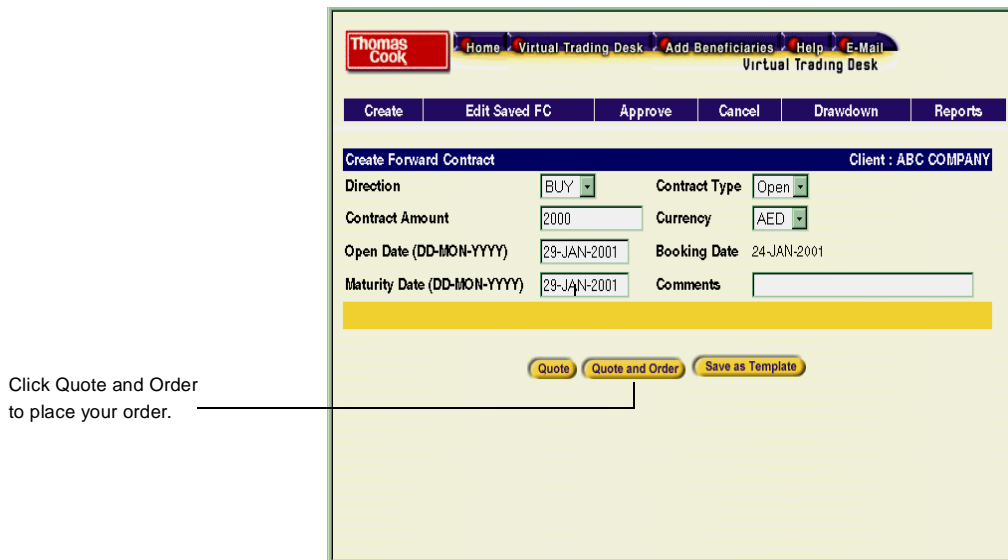 Thomas
Cook
Home Virtual Trading Desk Add Beneficiaries Help E-Mail
Virtual Trading Desk
Create Edit Saved FC Approve Cancel Drawdown Reports
Create Forward Contract Client : ABC COMPANY
Direction BUY Contract Type Open
Contract Amount 2000 Currency AED
Open Date (DD-MON-YYYY) 29-JAN-2001 Booking Date 24-JAN-2001
Maturity Date (DD-MON-YYYY) 29-JAN-2001 Comments
Quote Quote and Order Save as Template
Click Quote and Order
to place your order.